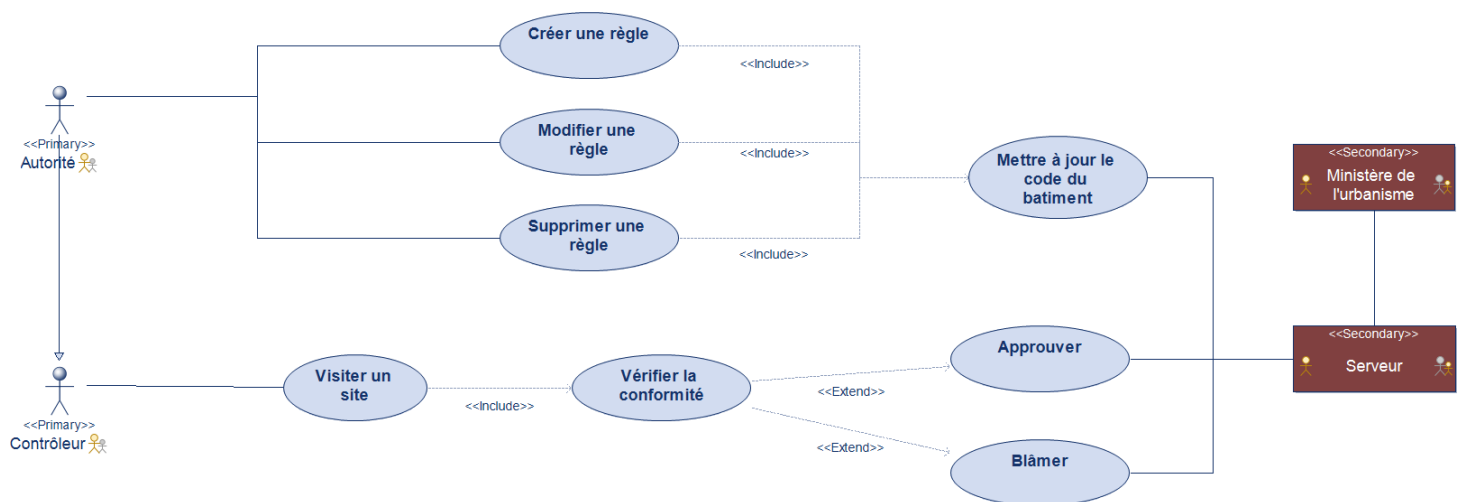 Créer une règle
<<Include>>
<<Primary>>
Autorité
Modifier une
règle
<<Include>>
Mettre à jour le
code du
batiment
<<Secondary>>
Ministère de
l'urbanisme
Supprimer une
règle
<<Include>>
<<Primary>>
Contrôleur
Visiter un
site
<<Include>>
Vérifier la
conformité
<<Extend>>
<<Extend>>
Approuver
Blâmer
<<Secondary>>
Serveur